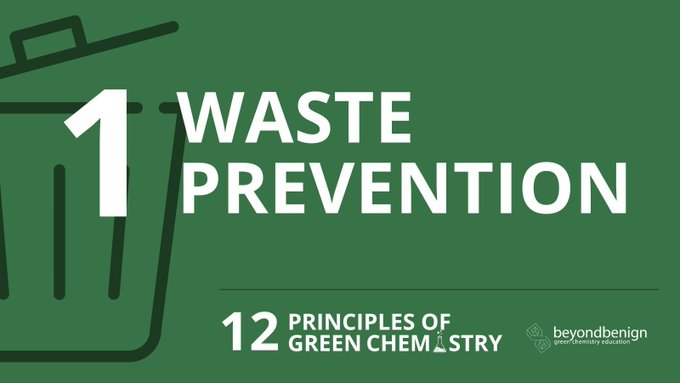 1 WASTE
PREVENTION
12 PRINCIPLES OF
GREEN CHEMISTRY
beyondbenign
green chemistry education